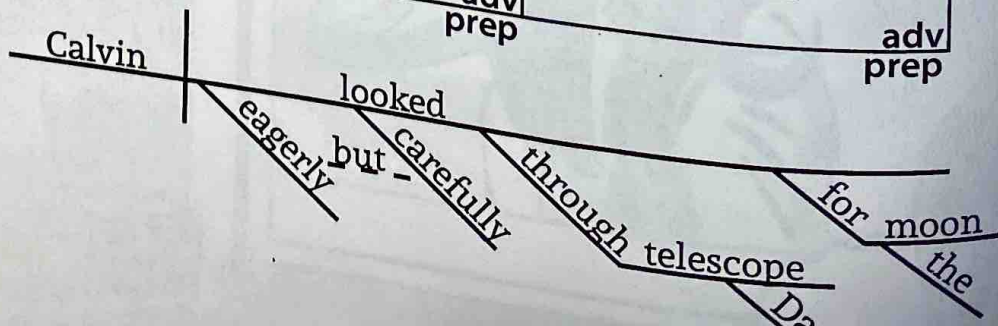 adv
prep
adv
prep
Calvin
looked
eagerly
but
carefully
through
telescope
for
moon
the